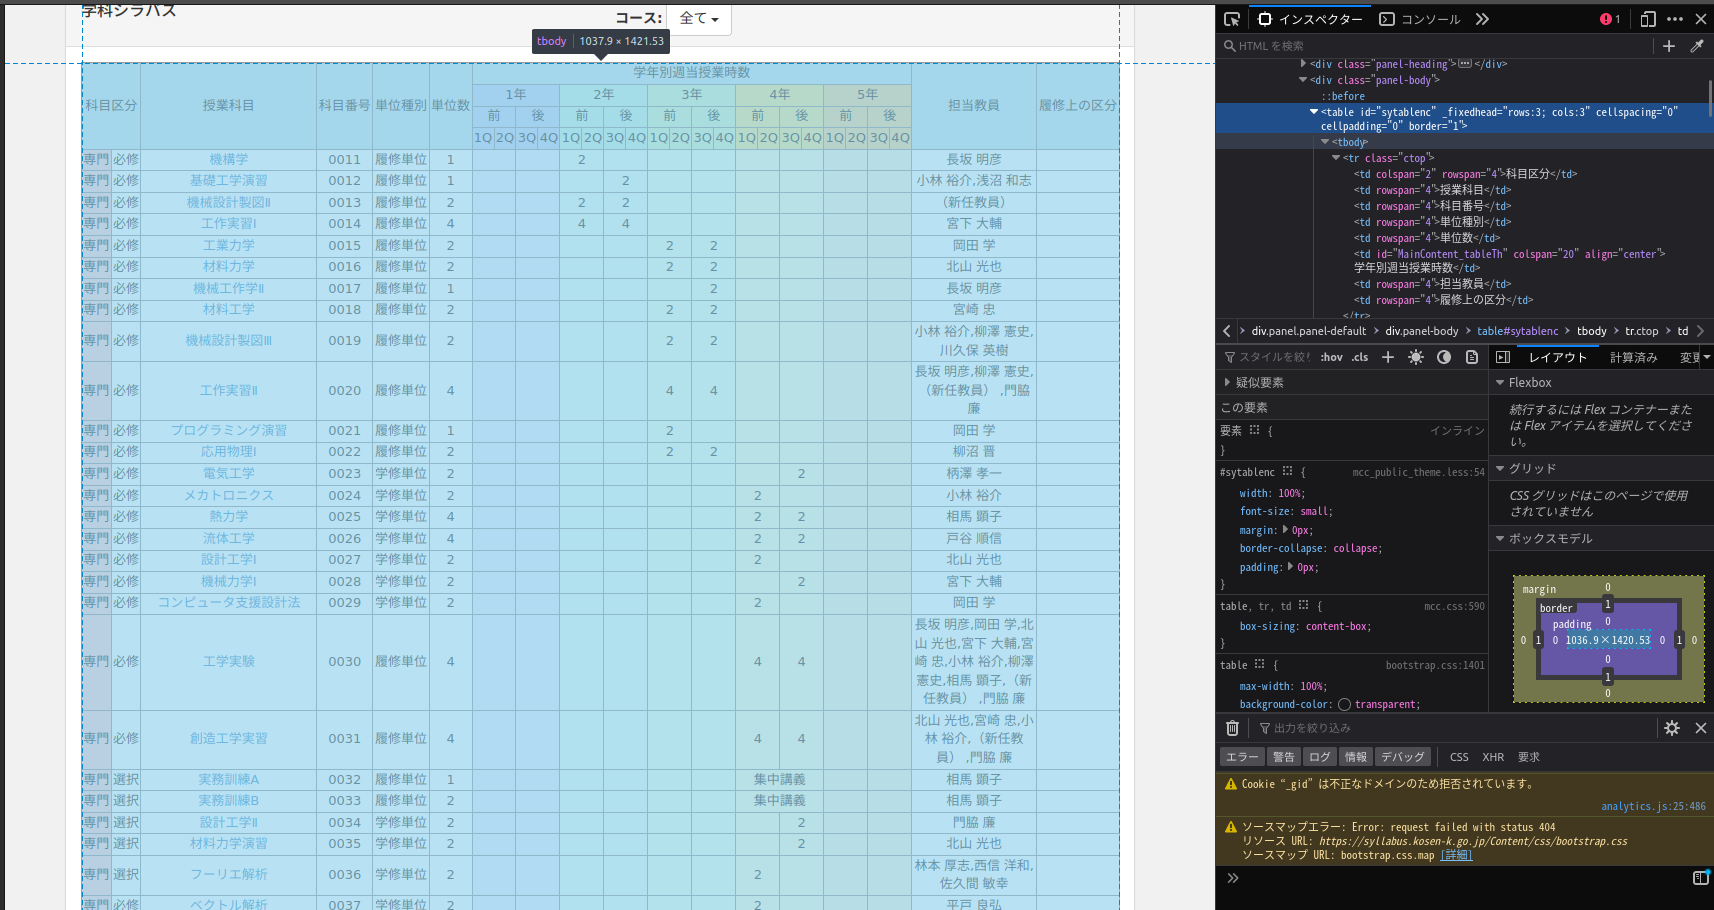 学科シラバス
コース: 全て
tbody 1037.9 × 1421.53
科目区分 授業科目 科目番号 単位種別 単位数 学年別週当授業時数 担当教員 履修上の区分
1年 2年 3年 4年 5年
前 後 前 後 前 後 前 後 前 後
1Q 2Q 3Q 4Q 1Q 2Q 3Q 4Q 1Q 2Q 3Q 4Q 1Q 2Q 3Q 4Q 1Q 2Q 3Q 4Q
専門 必修 機構学 0011 履修単位 1 2 長坂 明彦
専門 必修 基礎工学演習 0012 履修単位 1 2 小林 裕介,浅沼 和志
専門 必修 機械設計製図Ⅱ 0013 履修単位 2 2 2 （新任教員）
専門 必修 工作実習Ⅰ 0014 履修単位 4 4 4 宮下 大輔
専門 必修 工業力学 0015 履修単位 2 2 2 岡田 学
専門 必修 材料力学 0016 履修単位 2 2 2 北山 光也
専門 必修 機械工作学Ⅱ 0017 履修単位 1 2 長坂 明彦
専門 必修 材料工学 0018 履修単位 2 2 2 宮崎 忠
専門 必修 機械設計製図Ⅲ 0019 履修単位 2 2 2 小林 裕介,柳澤 憲史,
川久保 英樹
専門 必修 工作実習Ⅱ 0020 履修単位 4 4 4 長坂 明彦,柳澤 憲史,
（新任教員） ,門脇
廉
専門 必修 プログラミング演習 0021 履修単位 1 2 岡田 学
専門 必修 応用物理Ⅰ 0022 履修単位 2 2 2 柳沼 晋
専門 必修 電気工学 0023 学修単位 2 2 柄澤 孝一
専門 必修 メカトロニクス 0024 学修単位 2 2 小林 裕介
専門 必修 熱力学 0025 学修単位 4 2 2 相馬 顕子
専門 必修 流体工学 0026 学修単位 4 2 2 戸谷 順信
専門 必修 設計工学Ⅰ 0027 学修単位 2 2 北山 光也
専門 必修 機械力学Ⅰ 0028 学修単位 2 2 宮下 大輔
専門 必修 コンピュータ支援設計法 0029 学修単位 2 2 岡田 学
専門 必修 工学実験 0030 履修単位 4 4 4 長坂 明彦,岡田 学,北
山 光也,宮下 大輔,宮
崎 忠,小林 裕介,柳澤
憲史,相馬 顕子, （新
任教員） ,門脇 廉
専門 必修 創造工学実習 0031 履修単位 4 4 4 北山 光也,宮崎 忠,小
林 裕介, （新任教
員） ,門脇 廉
専門 選択 実務訓練A 0032 履修単位 1 集中講義 相馬 顕子
専門 選択 実務訓練B 0033 履修単位 2 集中講義 相馬 顕子
専門 選択 設計工学Ⅱ 0034 履修単位 2 2 門脇 廉
専門 選択 材料力学演習 0035 履修単位 2 2 北山 光也
専門 必修 フーリエ解析 0036 学修単位 2 2 林本 厚志,西信 洋和,
佐久間 敏幸
専門 必修 ベクトル解析 0037 学修単位 2 2 平戸 良弘
インスペクター コンソール 1
HTML を検索
<div class="panel-heading"> </div>
<div class="panel-body">
::before
<table id="sytablenc" _fixedhead="rows:3; cols:3" cellspacing="0"
cellpadding="0" border="1">
<tbody>
<tr class="ctop">
<td colspan="2" rowspan="4">科目区分</td>
<td rowspan="4">授業科目</td>
<td rowspan="4">科目番号</td>
<td rowspan="4">単位種別</td>
<td rowspan="4">単位数</td>
<td id="MainContent_tableTh" colspan="20" align="center">
学年別週当授業時数</td>
<td rowspan="4">担当教員</td>
<td rowspan="4">履修上の区分</td>
</tr>
div.panel.panel-default div.panel-body table#sytablenc tbody tr.ctop td
スタイルを絞り :hov .cls
疑似要素
この要素
要素 { インライン
}
#sytablenc { mcc_public_theme.less:54
width: 100%;
font-size: small;
margin: 0px;
border-collapse: collapse;
padding: 0px;
}
table, tr, td { mcc.css:590
box-sizing: content-box;
}
table { bootstrap.css:1401
max-width: 100%;
background-color: transparent;
レイアウト 計算済み 変更
Flexbox
続行するには Flex コンテナーまた
は Flex アイテムを選択してくださ
い。
グリッド
CSS グリッドはこのページで使用
されていません
ボックスモデル
margin 0
border 1
padding 0
0 1 0 1036.9×1420.53 0 1 0
0
1
0
出力を絞り込み
エラー 警告 ログ 情報 デバッグ CSS XHR 要求
Cookie “_gid” は不正なドメインのため拒否されています。
analytics.js:25:486
ソースマップエラー: Error: request failed with status 404
リソース URL: https://syllabus.kosen-k.go.jp/Content/css/bootstrap.css
ソースマップ URL: bootstrap.css.map [詳細]